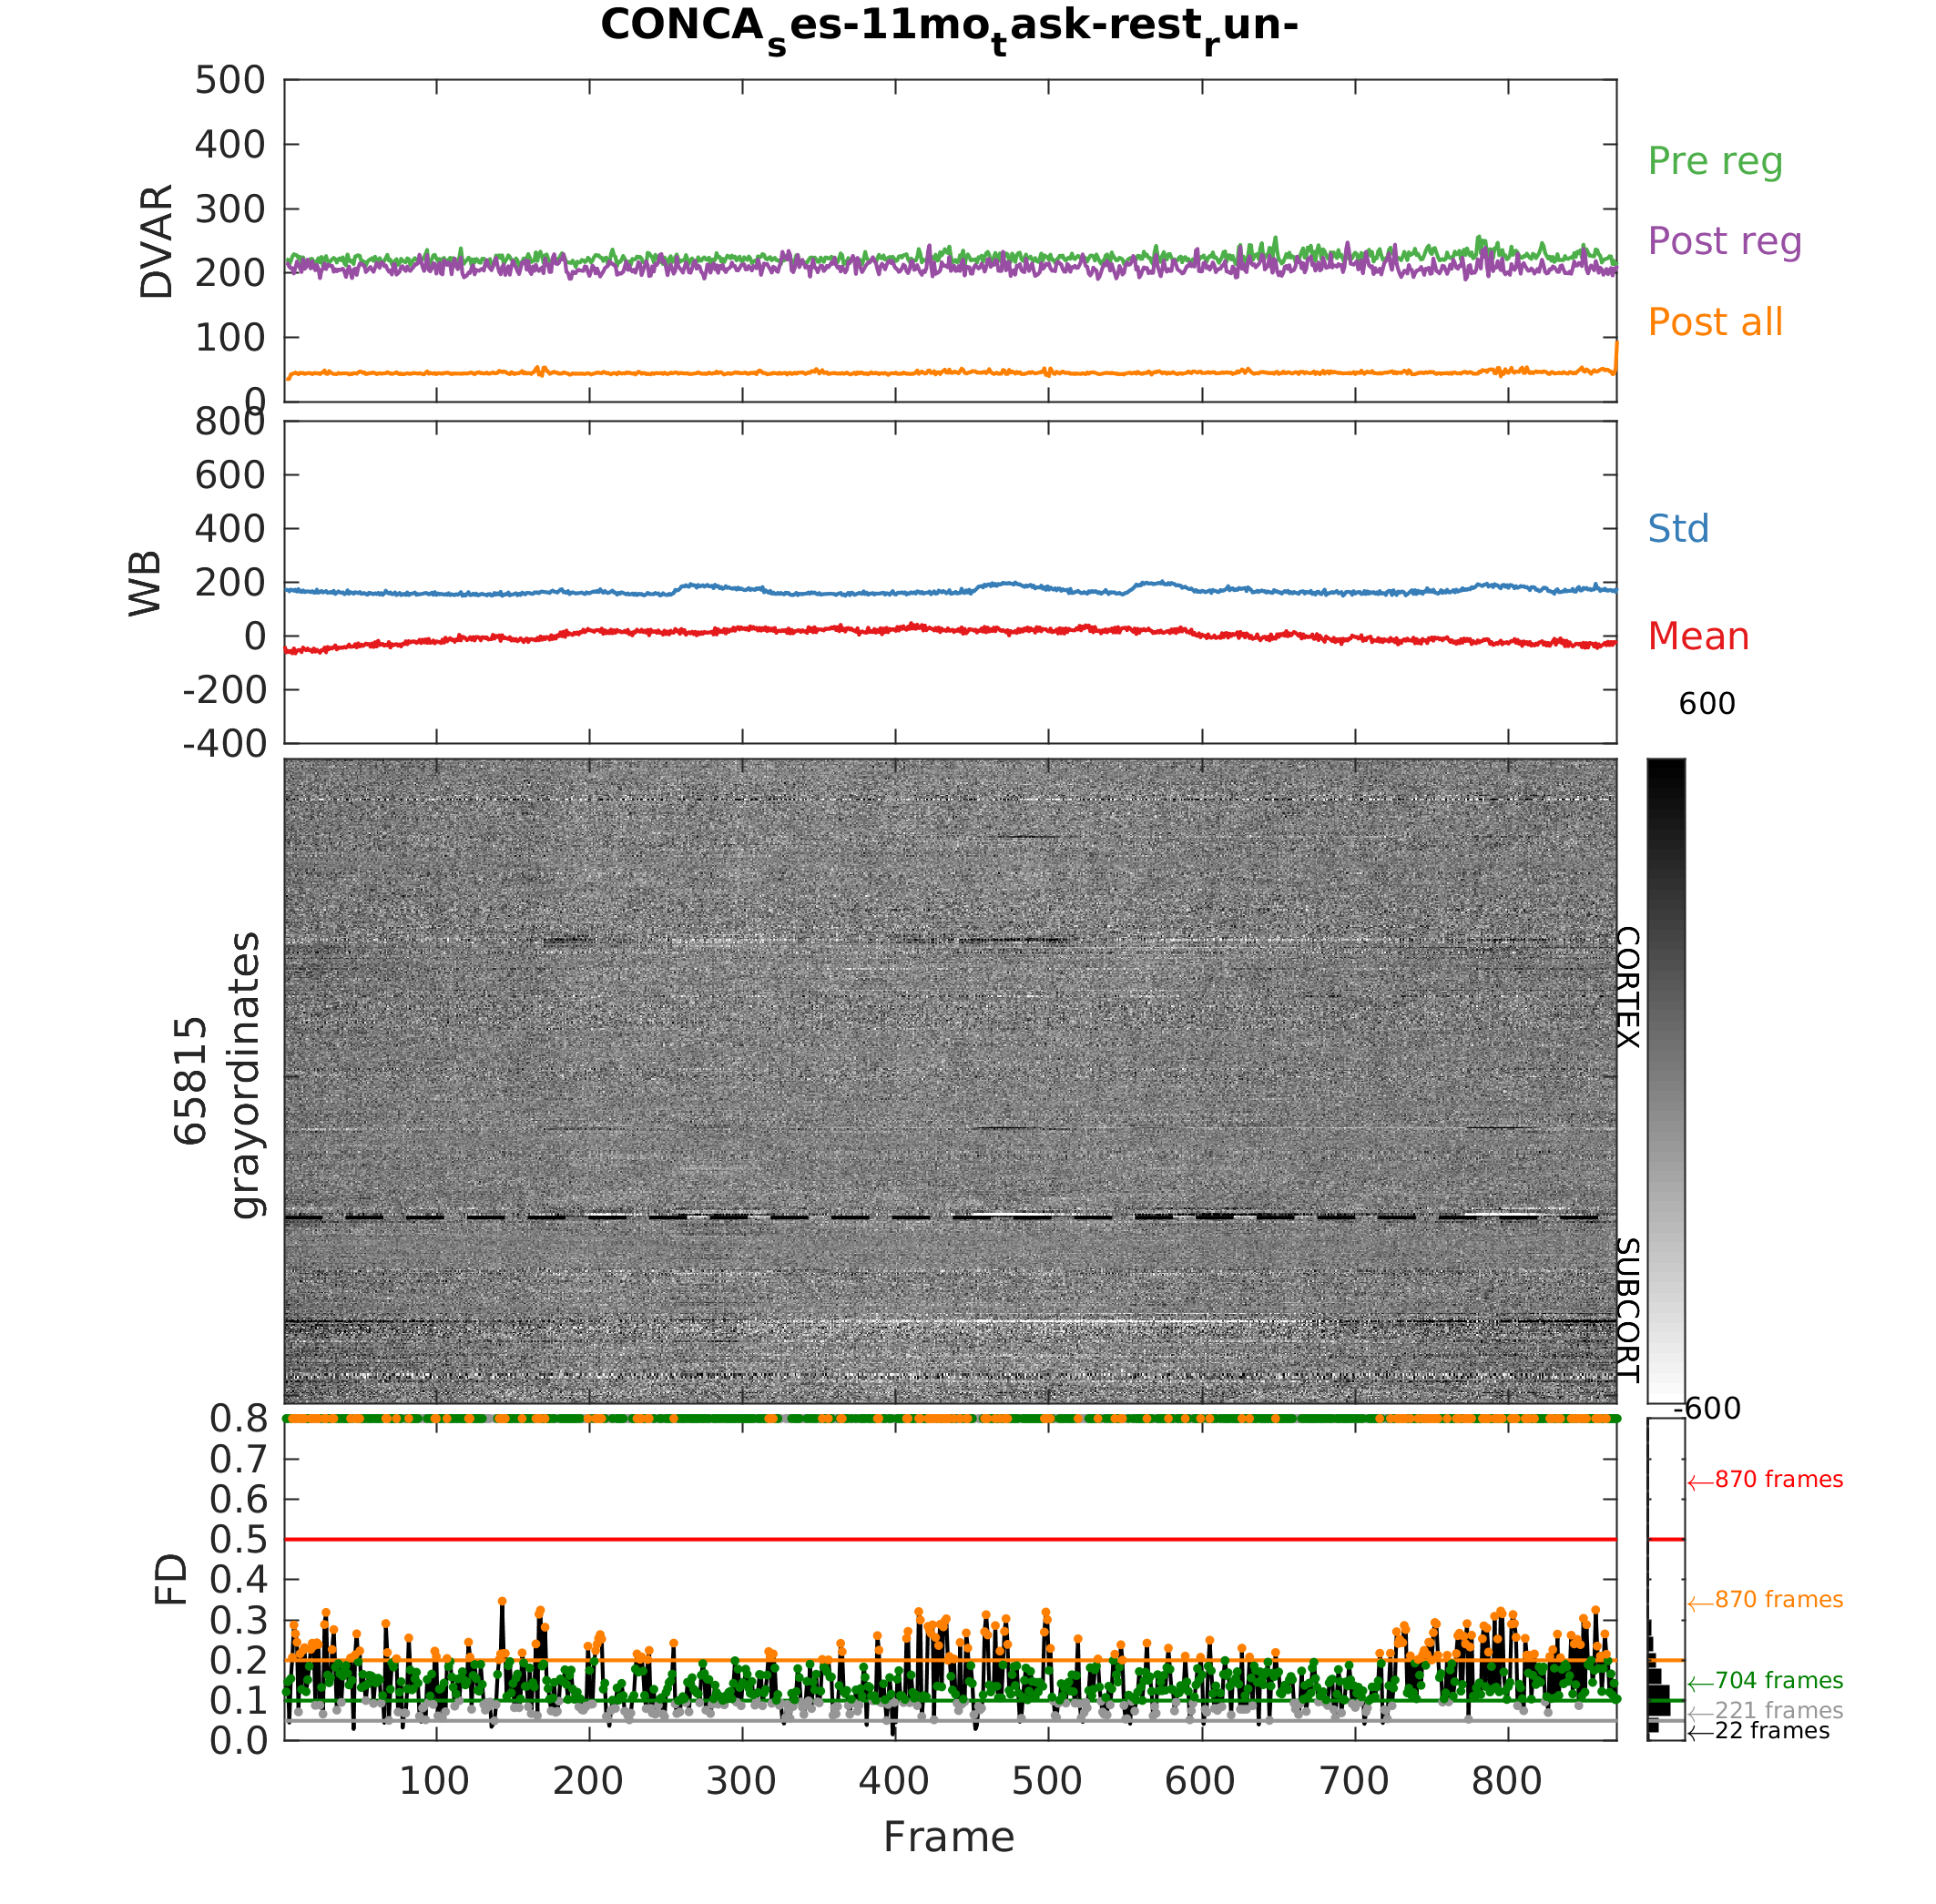 CONCAses-11motask-restrun-
500
400
300
200
100
0
DVAR
Pre reg
Post reg
Post all
800
600
400
200
0
-200
-400
WB
Std
Mean
600
65815
grayordinates
CORTEX
SUBCORT
-600
0.8
0.7
0.6
0.5
0.4
0.3
0.2
0.1
0.0
FD
←870 frames
←870 frames
←704 frames
←221 frames
←22 frames
100 200 300 400 500 600 700 800
Frame